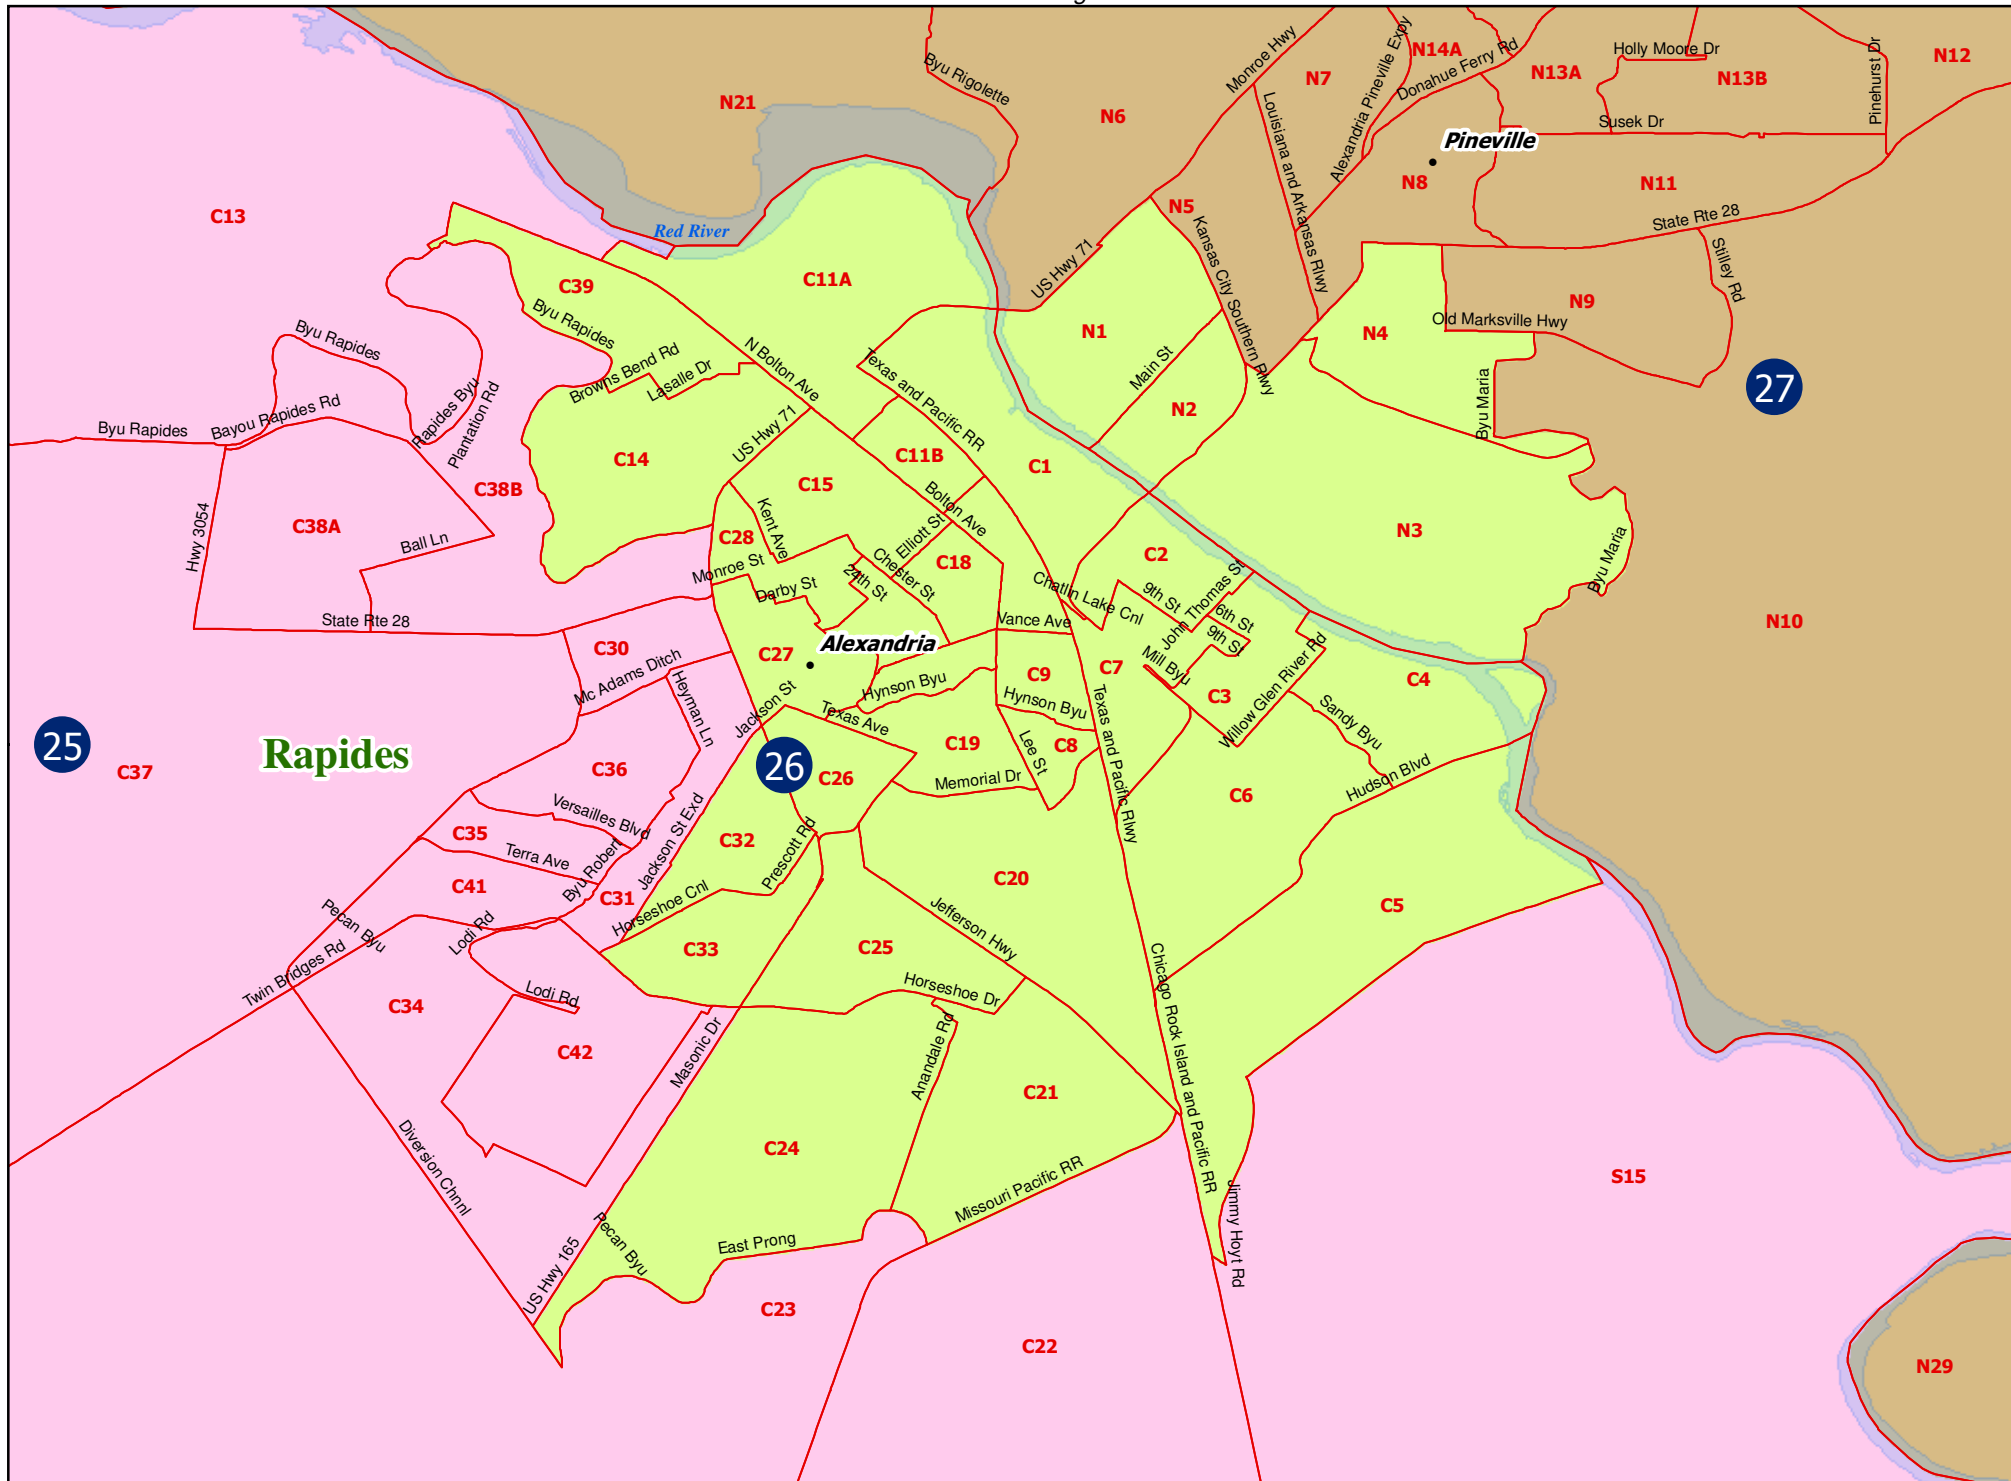 N21
Byu Rigolette
N6
Monroe Hwy
N7
Alexandria Pineville Expy
N14A
Donahue Ferry Rd
N13A
Holly Moore Dr
N13B
Pinehurst Dr
N12
Susek Dr
Louisiana and Arkansas Rlwy
Pineville
N8
N11
State Rte 28
Stilley Rd
C13
Red River
N5
Kansas City Southern Rlwy
US Hwy 71
C39
C11A
N1
N4
N9
Old Marksville Hwy
Byu Rapides
Byu Rapides
Browns Bend Rd
Lasalle Dr
N Bolton Ave
Texas and Pacific RR
Main St
N2
Byu Maria
27
Byu Rapides
Bayou Rapides Rd
Rapides Byu
Plantation Rd
US Hwy 71
C14
C15
C11B
C1
C38B
C38A
Hwy 3054
Ball Ln
Kent Ave
C28
Bolton Ave
Elliott St
C18
C2
N3
Byu Maria
Monroe St
Darby St
24th St
Chester St
Chatlin Lake Cnl
9th St
John Thomas St
6th St
9th St
State Rte 28
Vance Ave
N10
C30
Mc Adams Ditch
Heyman Ln
C27
Alexandria
Hynson Byu
C9
Hynson Byu
C7
Mill Byu
C3
Willow Glen River Rd
C4
Sandy Byu
25
Rapides
C37
C36
Jackson St
Texas Ave
26
C26
C19
Lee St
C8
Memorial Dr
Texas and Pacific Rlwy
C6
Hudson Blvd
Versailles Blvd
C35
Terra Ave
Byu Robert
C41
C31
Jackson St Exd
C32
Prescott Rd
Horseshoe Cnl
C20
Jefferson Hwy
C5
Pecan Byu
Twin Bridges Rd
Lodi Rd
Lodi Rd
C33
C25
Horseshoe Dr
C34
C42
Masonic Dr
Anandale Rd
C21
Chicago Rock Island and Pacific RR
Diversion Chnnl
C24
Missouri Pacific RR
S15
Jimmy Hoyt Rd
US Hwy 165
Pecan Byu
East Prong
C23
C22
N29